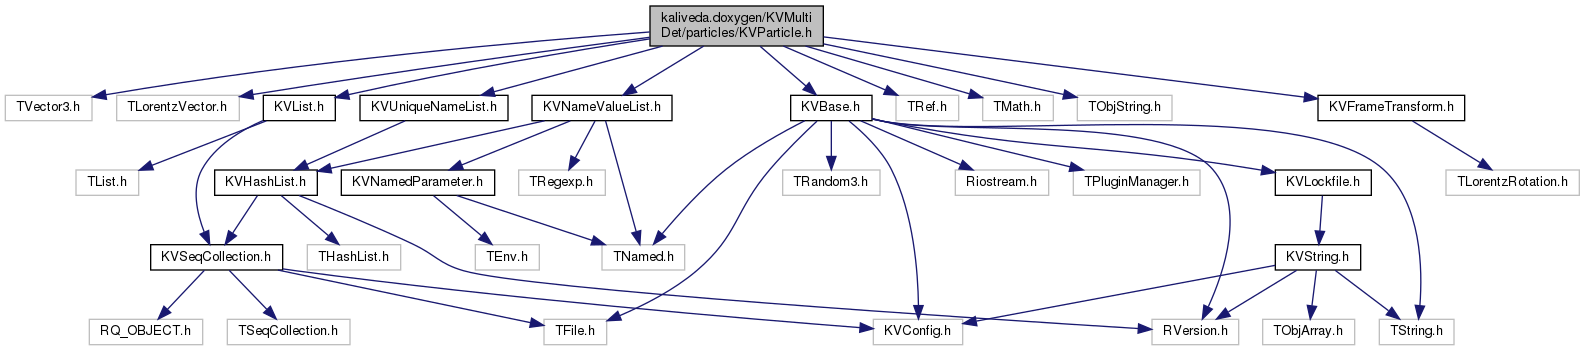 kaliveda.doxygen/KVMulti
Det/particles/KVParticle.h
TVector3.h
TLorentzVector.h
KVList.h
KVUniqueNameList.h
KVNameValueList.h
KVBase.h
TRef.h
TMath.h
TObjString.h
KVFrameTransform.h
TList.h
KVHashList.h
KVNamedParameter.h
TRegexp.h
TRandom3.h
Riostream.h
TPluginManager.h
KVLockfile.h
TLorentzRotation.h
KVSeqCollection.h
THashList.h
TEnv.h
TNamed.h
KVString.h
RQ_OBJECT.h
TSeqCollection.h
TFile.h
KVConfig.h
RVersion.h
TObjArray.h
TString.h